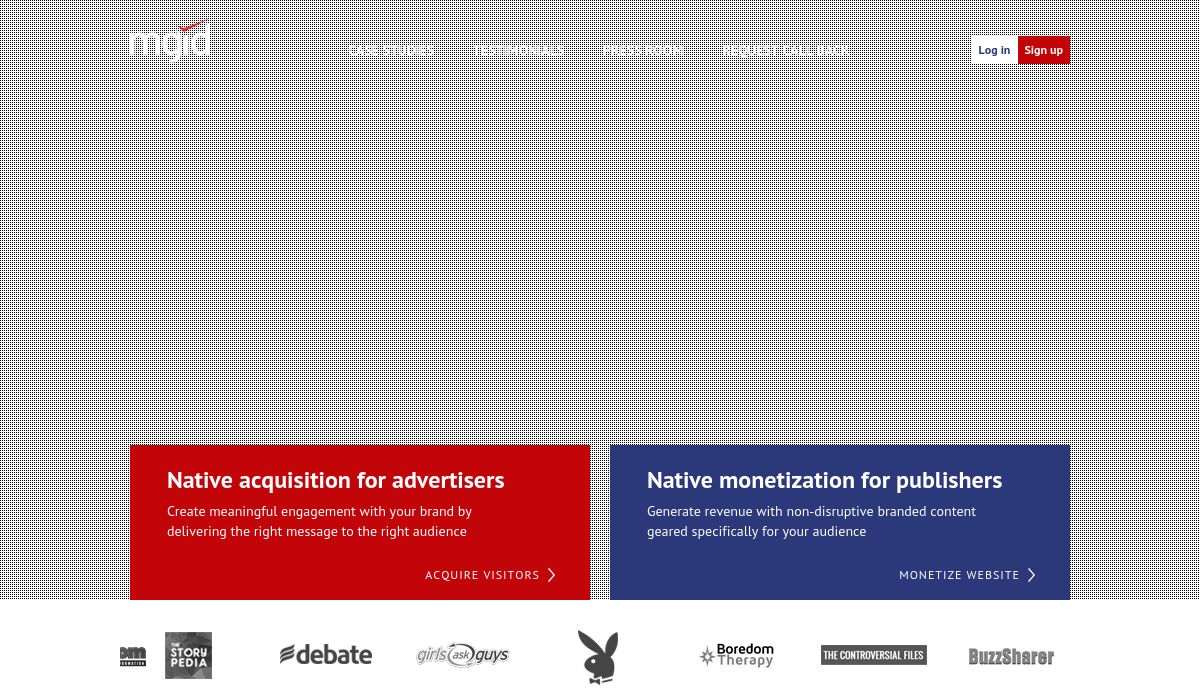 mgid
CASE STUDIES TESTIMONIALS PRESS ROOM REQUEST CALLBACK
Log in Sign up
Native acquisition for advertisers
Create meaningful engagement with your brand by
delivering the right message to the right audience
ACQUIRE VISITORS
Native monetization for publishers
Generate revenue with non-disruptive branded content
geared specifically for your audience
MONETIZE WEBSITE
THE
STORY
PEDIA
debate
girls ask guys
Boredom
Therapy
THE CONTROVERSIAL FILES
BuzzSharer